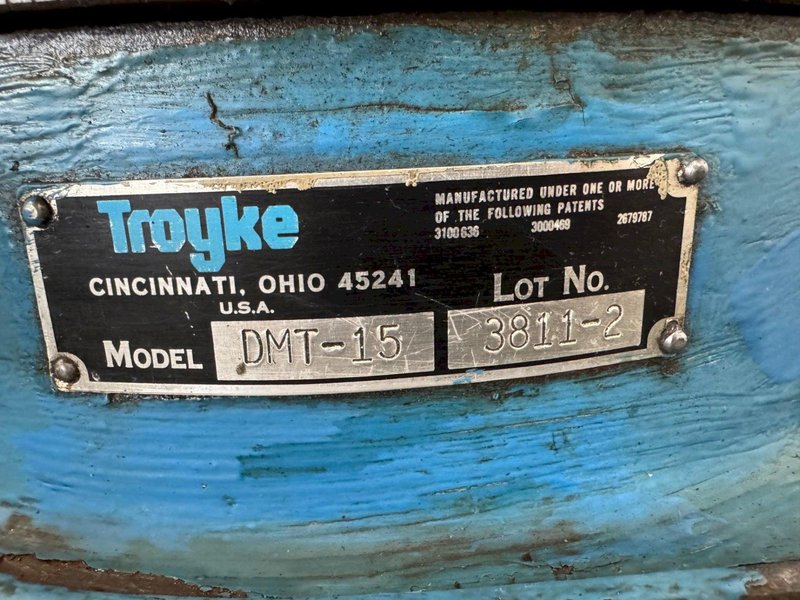 Troyke
MANUFACTURED UNDER ONE OR MORE
OF THE FOLLOWING PATENTS
3100636 3000469 2679787
CINCINNATI, OHIO 45241
U.S.A.
LOT NO.
MODEL DMT-15 3811-2